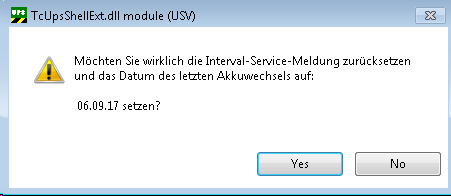 UPS
TcUpsShellExt.dll module (USV)
Möchten Sie wirklich die Interval-Service-Meldung zurücksetzen
und das Datum des letzten Akkuwechsels auf:
06.09.17 setzen?
Yes No